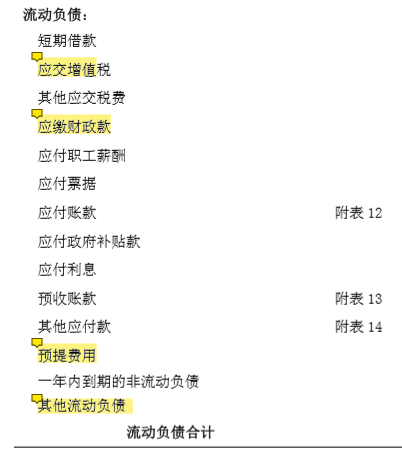 流动负债：
短期借款
应交增值税
其他应交税费
应缴财政款
应付职工薪酬
应付票据
应付账款 附表 12
应付政府补贴款
应付利息
预收账款 附表 13
其他应付款 附表 14
预提费用
一年内到期的非流动负债
其他流动负债
流动负债合计